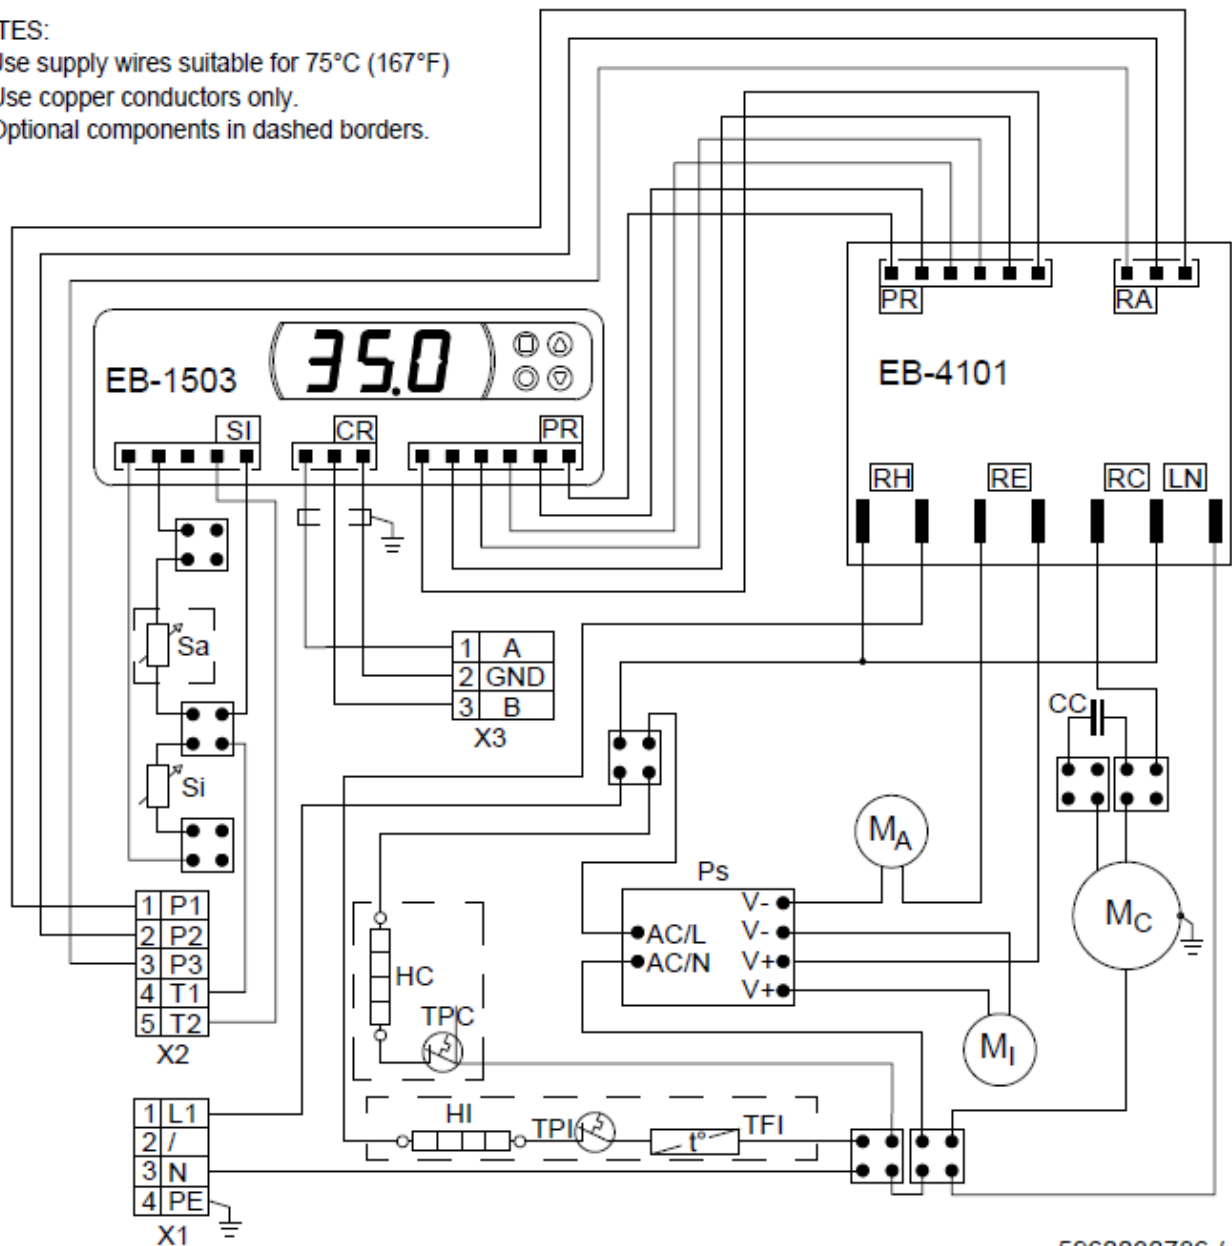 TES:
Use supply wires suitable for 75°C (167°F)
Use copper conductors only.
Optional components in dashed borders.
PR
RA
EB-4101
EB-1503
35.0
SI
CR
PR
RH
RE
RC
LN
Sa
1 A
2 GND
3 B
X3
CC
Si
MA
Ps
V-
AC/L V-
AC/N V+
V+
MC
1 P1
2 P2
3 P3
4 T1
5 T2
X2
HC
TPC
MI
1 L1
2 /
3 N
4 PE
X1
HI
TPI
t°
TFI